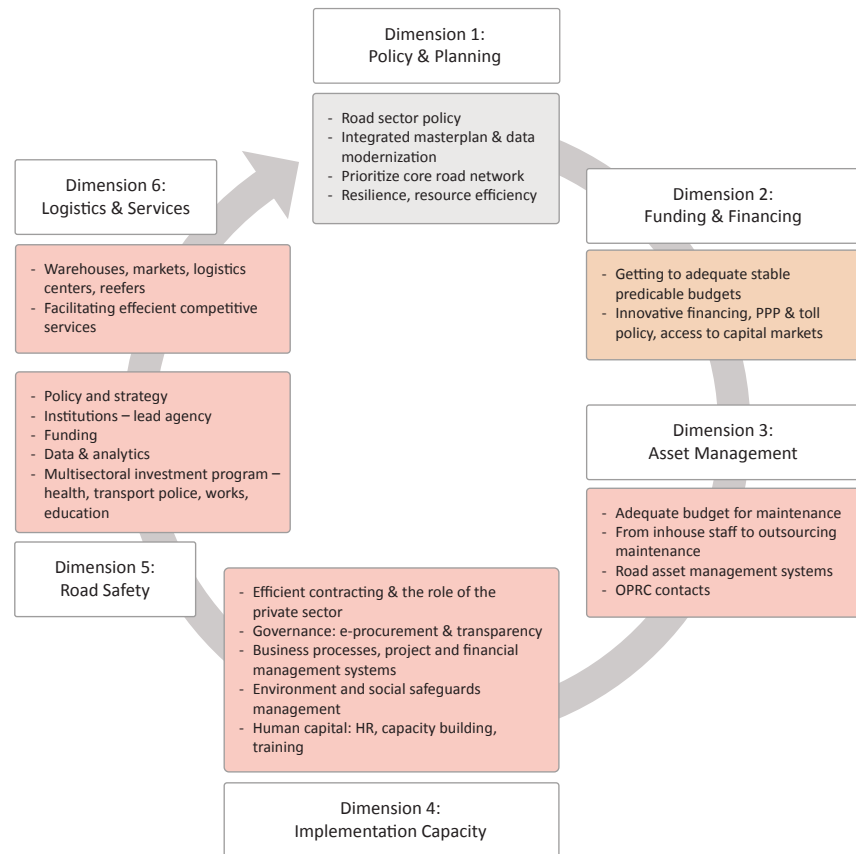 Dimension 1:
Policy & Planning
- Road sector policy
- Integrated masterplan & data
modernization
- Prioritize core road network
- Resilience, resource efficiency
Dimension 2:
Funding & Financing
- Getting to adequate stable
predicable budgets
- Innovative financing, PPP & toll
policy, access to capital markets
Dimension 3:
Asset Management
- Adequate budget for maintenance
- From inhouse staff to outsourcing
maintenance
- Road asset management systems
- OPRC contacts
- Efficient contracting & the role of the
private sector
- Governance: e-procurement & transparency
- Business processes, project and financial
management systems
- Environment and social safeguards
management
- Human capital: HR, capacity building,
training
Dimension 4:
Implementation Capacity
- Policy and strategy
- Institutions – lead agency
- Funding
- Data & analytics
- Multisectoral investment program –
health, transport police, works,
education
Dimension 5:
Road Safety
Dimension 6:
Logistics & Services
- Warehouses, markets, logistics
centers, reefers
- Facilitating effecient competitive
services